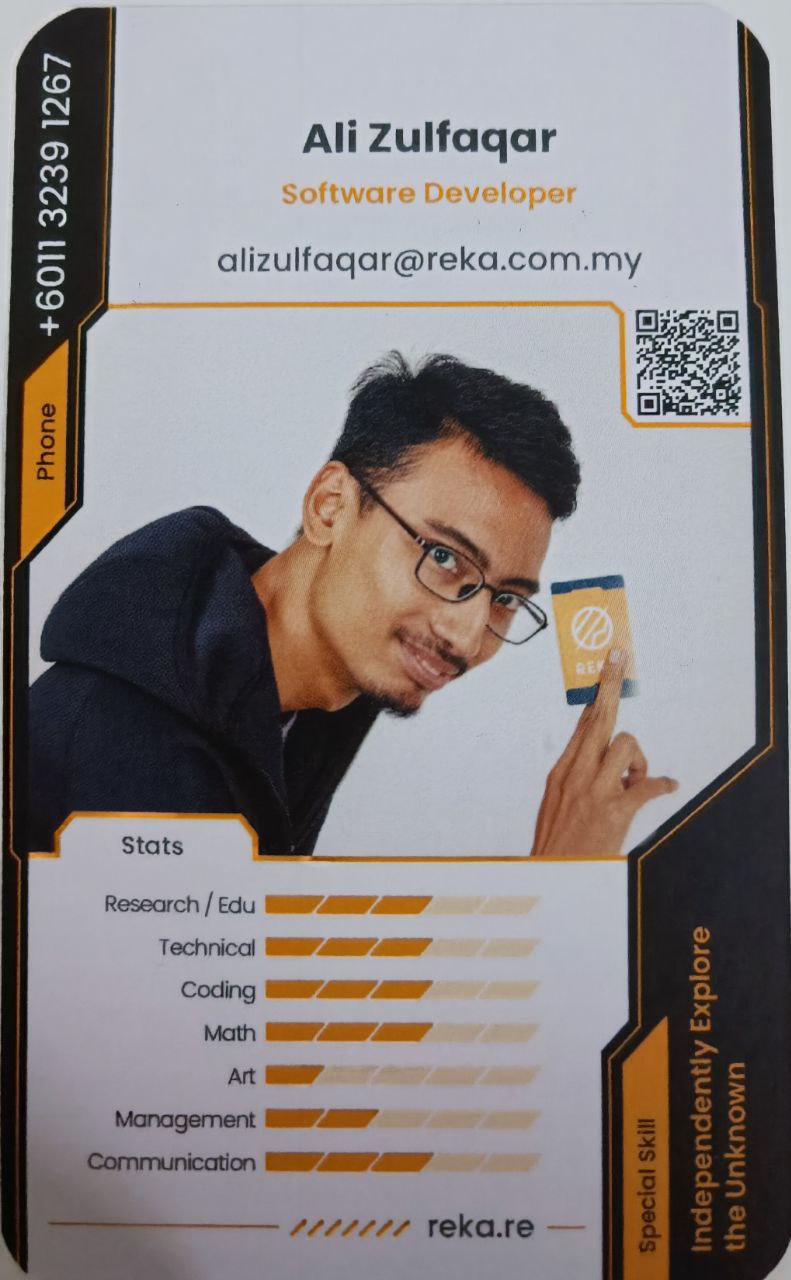 +6011 3239 1267
Phone
Ali Zulfaqar
Software Developer
alizulfaqar@reka.com.my
Stats
Research / Edu
Technical
Coding
Math
Art
Management
Communication
reka.re
Special Skill
Independently Explore
the Unknown